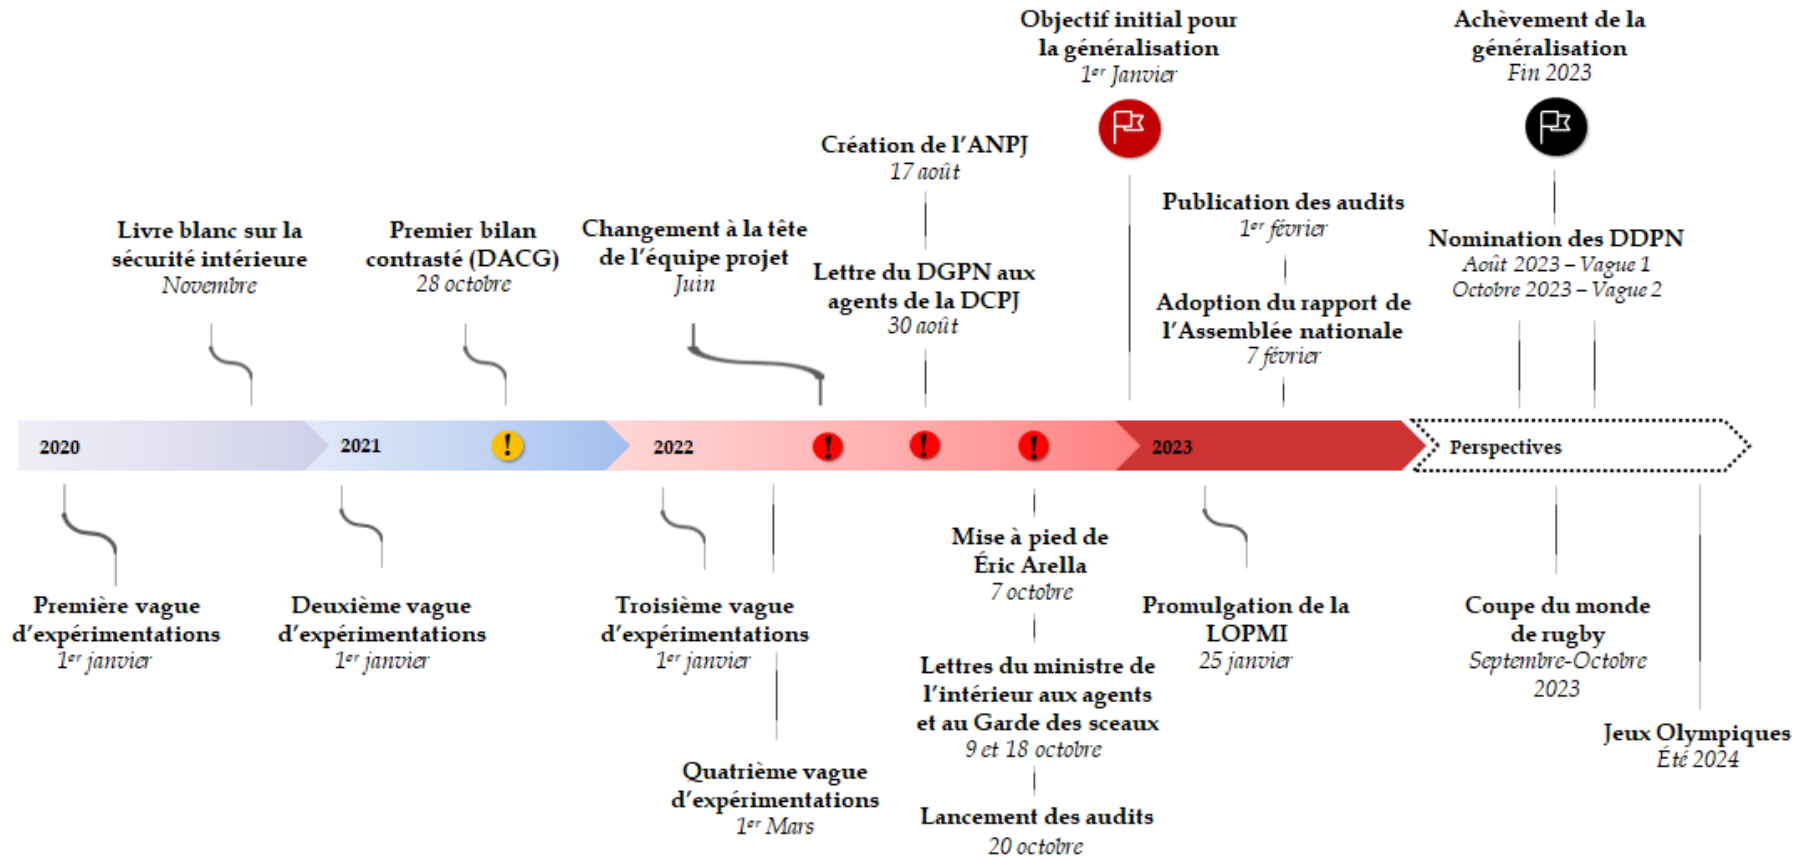 Objectif initial pour
la généralisation
1er Janvier
Achèvement de la
généralisation
Fin 2023
Création de l'ANPJ
17 août
Publication des audits
1er février
Livre blanc sur la
sécurité intérieure
Novembre
Premier bilan
contrasté (DACG)
28 octobre
Changement à la tête
de l'équipe projet
Juin
Lettre du DGPN aux
agents de la DCPJ
30 août
Adoption du rapport de
l'Assemblée nationale
7 février
Nomination des DDPN
Août 2023 – Vague 1
Octobre 2023 – Vague 2
2020
2021
!
2022
!
!
!
2023
Perspectives
Première vague
d'expérimentations
1er janvier
Deuxième vague
d'expérimentations
1er janvier
Troisième vague
d'expérimentations
1er janvier
Quatrième vague
d'expérimentations
1er Mars
Mise à pied de
Éric Arella
7 octobre
Lettres du ministre de
l'intérieur aux agents
et au Garde des sceaux
9 et 18 octobre
Lancement des audits
20 octobre
Promulgation de la
LOPMI
25 janvier
Coupe du monde
de rugby
Septembre-Octobre
2023
Jeux Olympiques
Été 2024